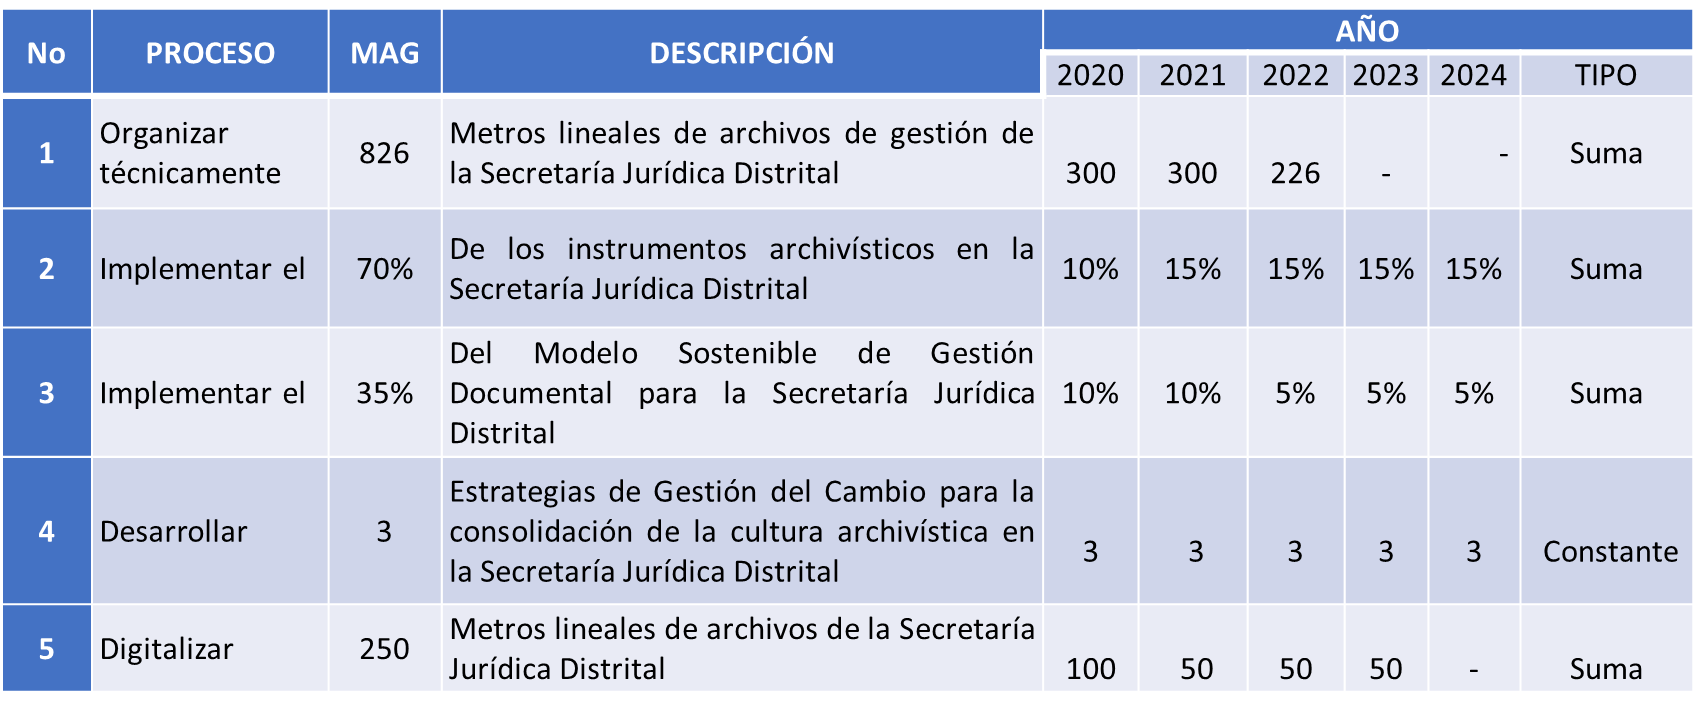 No PROCESO MAG DESCRIPCIÓN AÑO
2020 2021 2022 2023 2024 TIPO
1 Organizar técnicamente 826 Metros lineales de archivos de gestión de la Secretaría Jurídica Distrital 300 300 226 - - Suma
2 Implementar el 70% De los instrumentos archivísticos en la Secretaría Jurídica Distrital 10% 15% 15% 15% 15% Suma
3 Implementar el 35% Del Modelo Sostenible de Gestión Documental para la Secretaría Jurídica Distrital 10% 10% 5% 5% 5% Suma
4 Desarrollar 3 Estrategias de Gestión del Cambio para la consolidación de la cultura archivística en la Secretaría Jurídica Distrital 3 3 3 3 3 Constante
5 Digitalizar 250 Metros lineales de archivos de la Secretaría Jurídica Distrital 100 50 50 50 - Suma